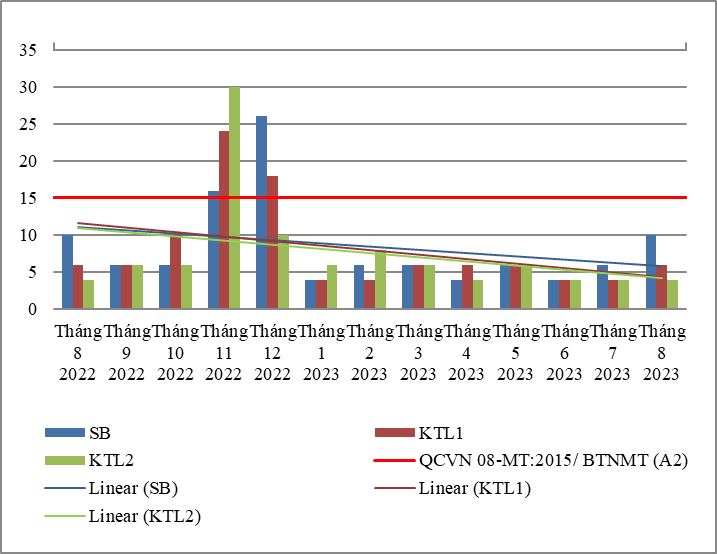 35
30
25
20
15
10
5
0
Tháng Tháng Tháng Tháng Tháng Tháng Tháng Tháng Tháng Tháng Tháng Tháng Tháng
8 9 10 11 12 1 2 3 4 5 6 7 8
2022 2022 2022 2022 2022 2023 2023 2023 2023 2023 2023 2023 2023
SB KTL1
KTL2 QCVN 08-MT:2015/ BTNMT (A2)
Linear (SB) Linear (KTL1)
Linear (KTL2)